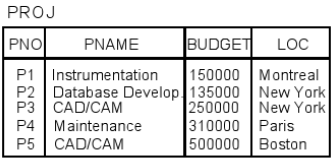 PROJ
PNO PNAME BUDGET LOC
P1 Instrumentation 150000 Montreal
P2 Database Develop. 135000 New York
P3 CAD/CAM 250000 New York
P4 Maintenance 310000 Paris
P5 CAD/CAM 500000 Boston